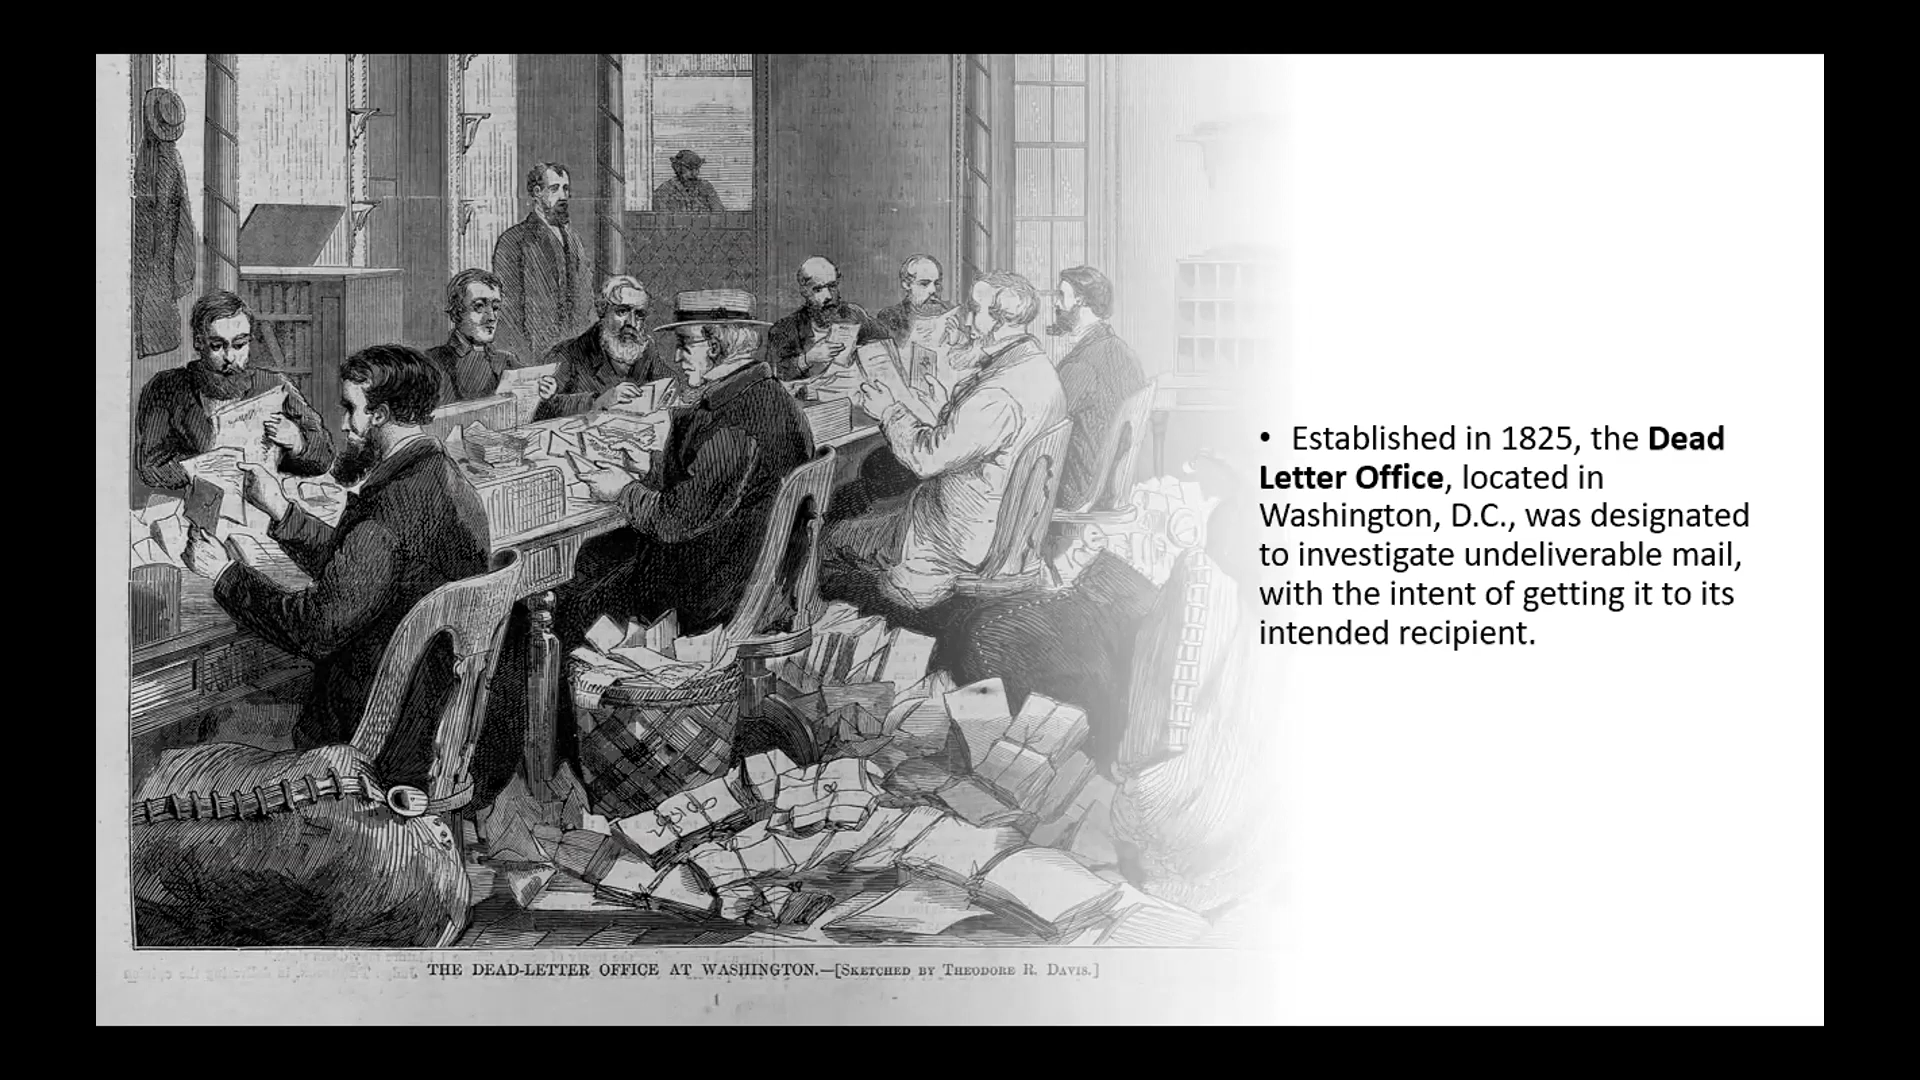 • Established in 1825, the Dead
Letter Office, located in
Washington, D.C., was designated
to investigate undeliverable mail,
with the intent of getting it to its
intended recipient.
THE DEAD-LETTER OFFICE AT WASHINGTON.—[Sketched by Theodore R. Davis.]